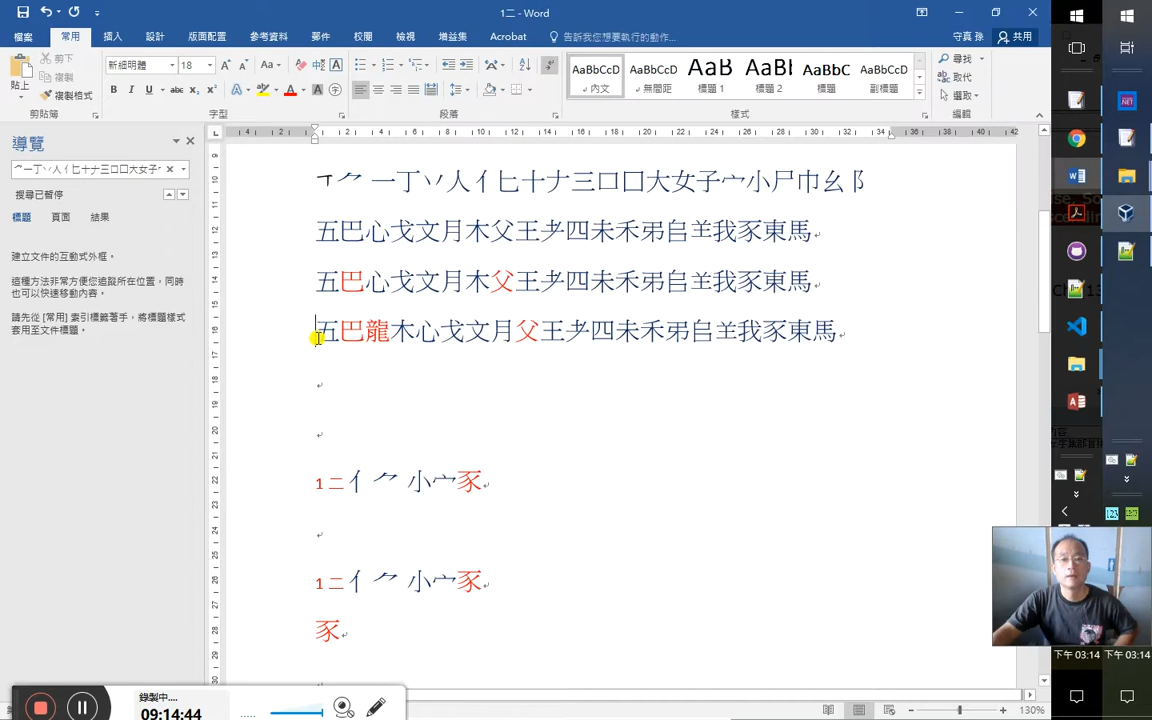 1二 - Word
檔案 常用 插入 設計 版面配置 參考資料 郵件 校閱 檢視 增益集 Acrobat 告訴我您想要執行的動作... 守真 孫 共用
剪下
複製
貼上 複製格式
新細明體 18
AaBbCcD AaBbCcD AaB AaBl AaBbC AaBbCcD
內文 無間距 標題 1 標題 2 標題 副標題
尋找
取代
選取
剪貼簿 字型 段落 樣式 編輯
導覽
搜尋已暫停
標題 頁面 結果
建立文件的互動式外框。
這種方法非常方便您追蹤所在位置，同時
也可以快速移動內容。
請先從 [常用] 索引標籤著手，將標題樣式
套用至文件標題。
一丁丷人亻匕十ナ三口囗大女子宀小尸巾幺阝
五巴心戈文月木父王耂四未禾弟𠂤𦍌我豕東馬
五巴心戈文月木父王耂四未禾弟𠂤𦍌我豕東馬
五巴龍木心戈文月父王耂四未禾弟𠂤𦍌我豕東馬
1二亻𠂊 小宀豕
1二亻𠂊 小宀豕
豕
錄製中....
09:14:44
130%
下午 03:14 下午 03:14